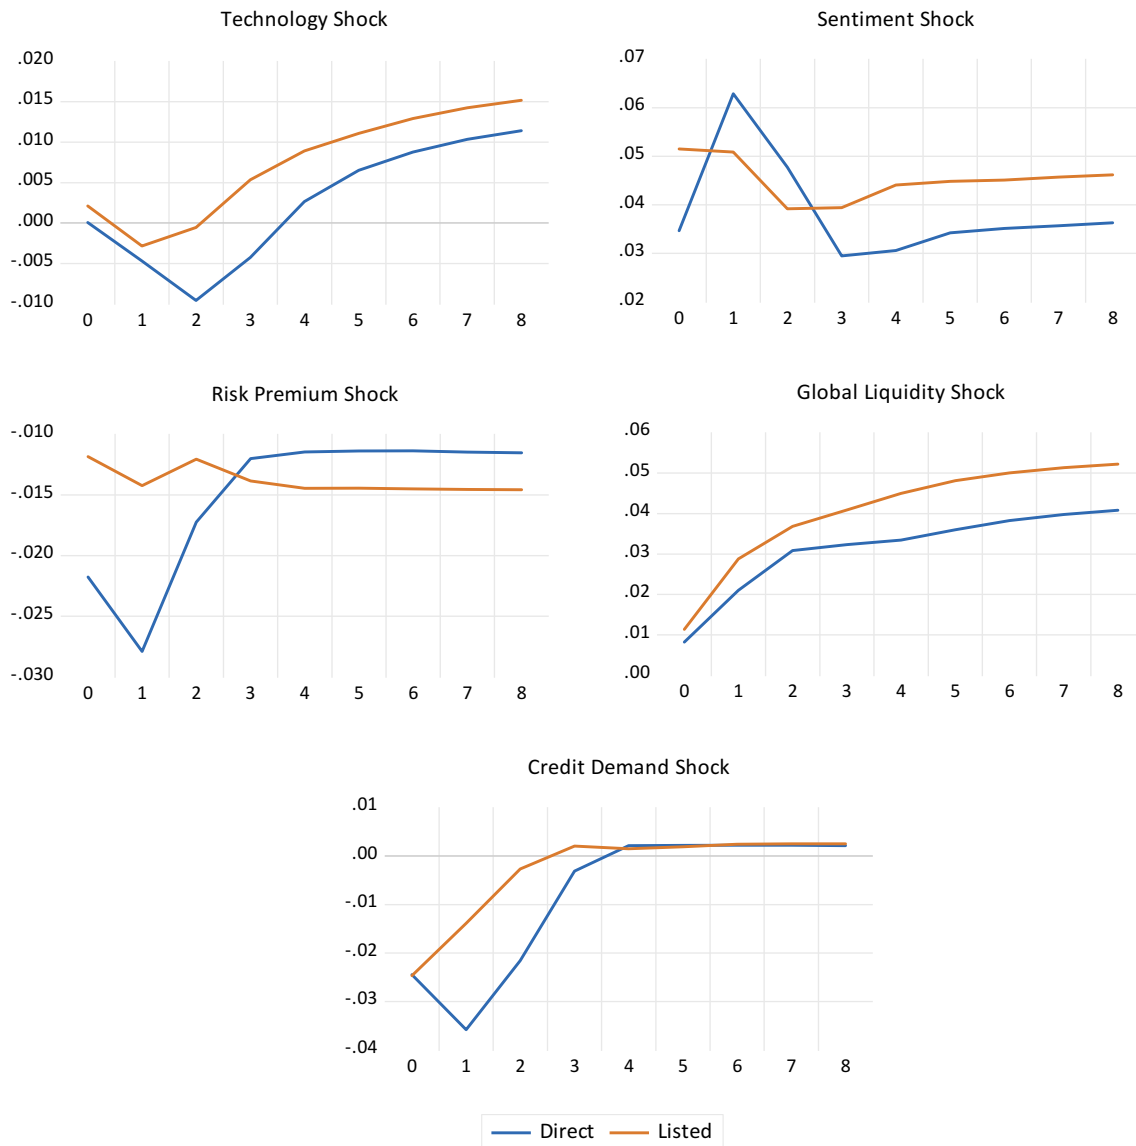 Technology Shock
.020
.015
.010
.005
.000
-.005
-.010
0 1 2 3 4 5 6 7 8
Sentiment Shock
.07
.06
.05
.04
.03
.02
0 1 2 3 4 5 6 7 8
Risk Premium Shock
-.010
-.015
-.020
-.025
-.030
0 1 2 3 4 5 6 7 8
Global Liquidity Shock
.06
.05
.04
.03
.02
.01
.00
0 1 2 3 4 5 6 7 8
Credit Demand Shock
.01
.00
-.01
-.02
-.03
-.04
0 1 2 3 4 5 6 7 8
Direct Listed